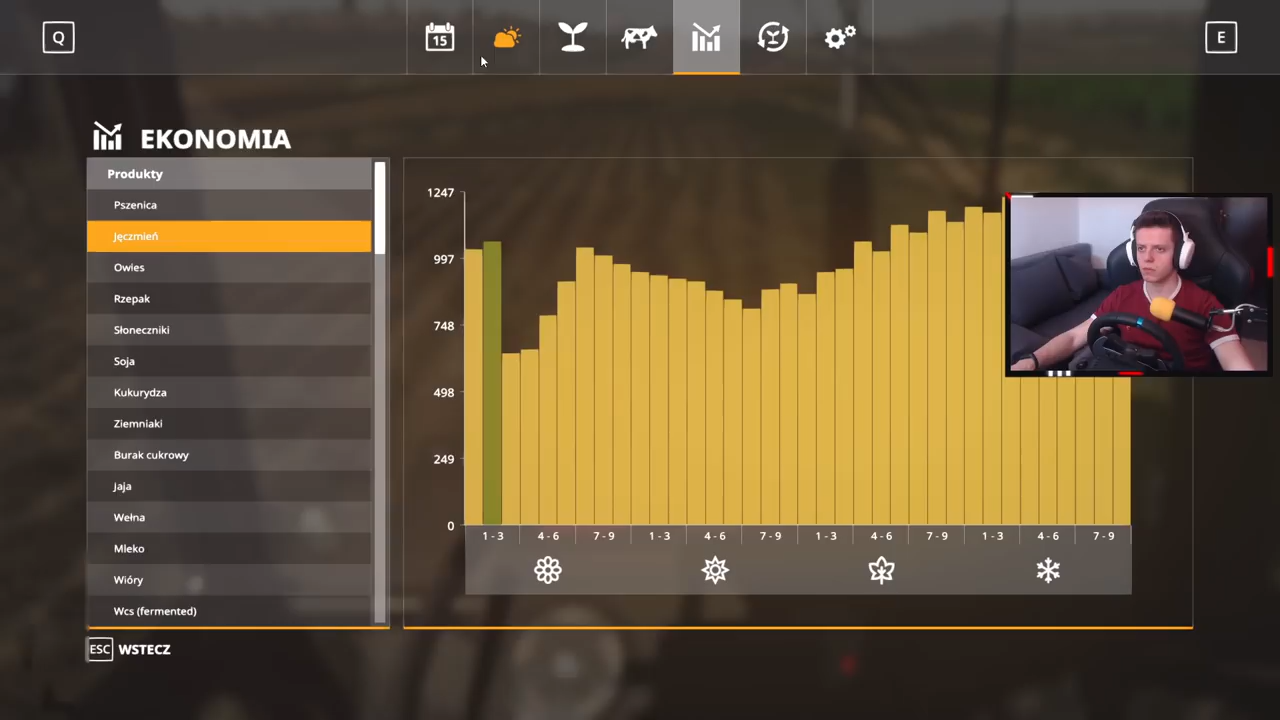 Q
15
E
EKONOMIA
Produkty
Pszenica
Jęczmień
Owies
Rzepak
Słoneczniki
Soja
Kukurydza
Ziemniaki
Burak cukrowy
Jaja
Wełna
Mleko
Wióry
Wcs (fermented)
1247
997
748
498
249
0
1 - 3 4 - 6 7 - 9 1 - 3 4 - 6 7 - 9 1 - 3 4 - 6 7 - 9 1 - 3 4 - 6 7 - 9
ESC WSTECZ